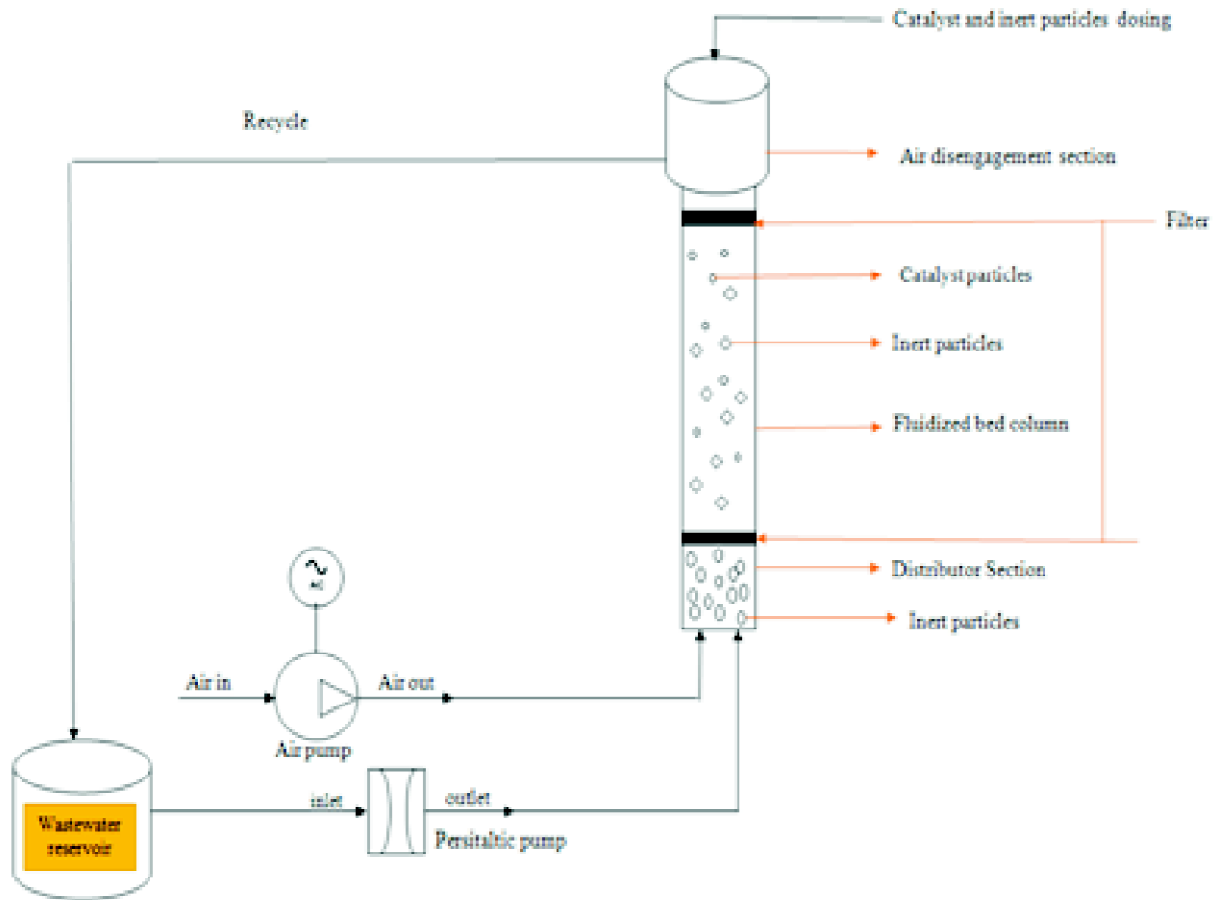 Catalyst and inert particles dosing
Recycle
Air disengagement section
Filter
Catalyst particles
Inert particles
Fluidized bed column
Distributor Section
Inert particles
Air in
Air out
Air pump
inlet
outlet
Persitaltic pump
Wastewater
reservoir